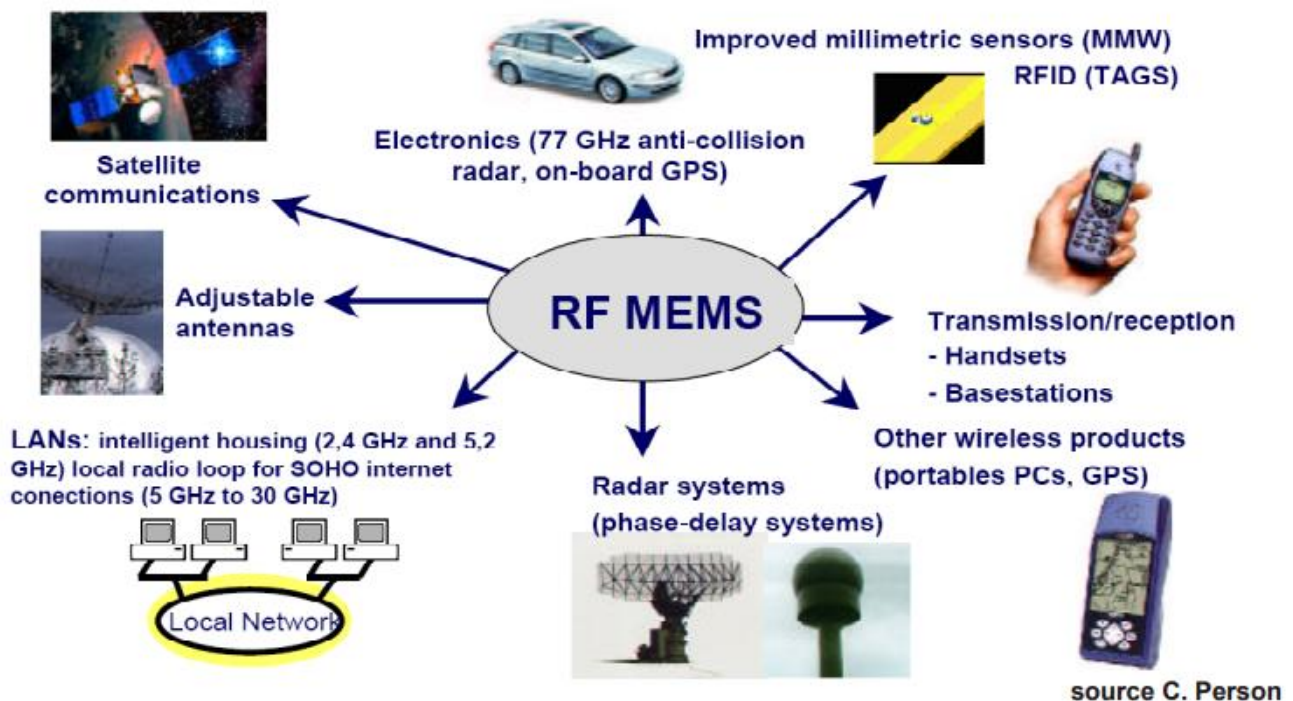 Improved millimetric sensors (MMW)
RFID (TAGS)
Electronics (77 GHz anti-collision
radar, on-board GPS)
Satellite
communications
Adjustable
antennas
RF MEMS
Transmission/reception
- Handsets
- Basestations
LANs: intelligent housing (2,4 GHz and 5,2
GHz) local radio loop for SOHO internet
conections (5 GHz to 30 GHz)
Other wireless products
(portables PCs, GPS)
Radar systems
(phase-delay systems)
Local Network
source C. Person